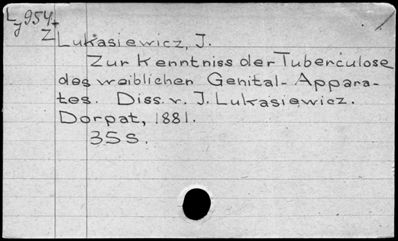 L 954.
y Z
Lukasiewicz, J.
Zur Kenntniss der Tuberculose
des weiblichen Genital-Appara-
tes. Diss. v. J. Lukasiewicz.
Dorpat, 1881.
35 S.